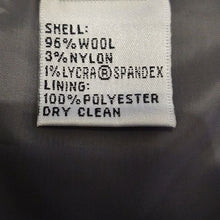 SHELL:
96% WOOL
3% NYLON
1% LYCRA® SPANDEX
LINING:
100% POLYESTER
DRY CLEAN